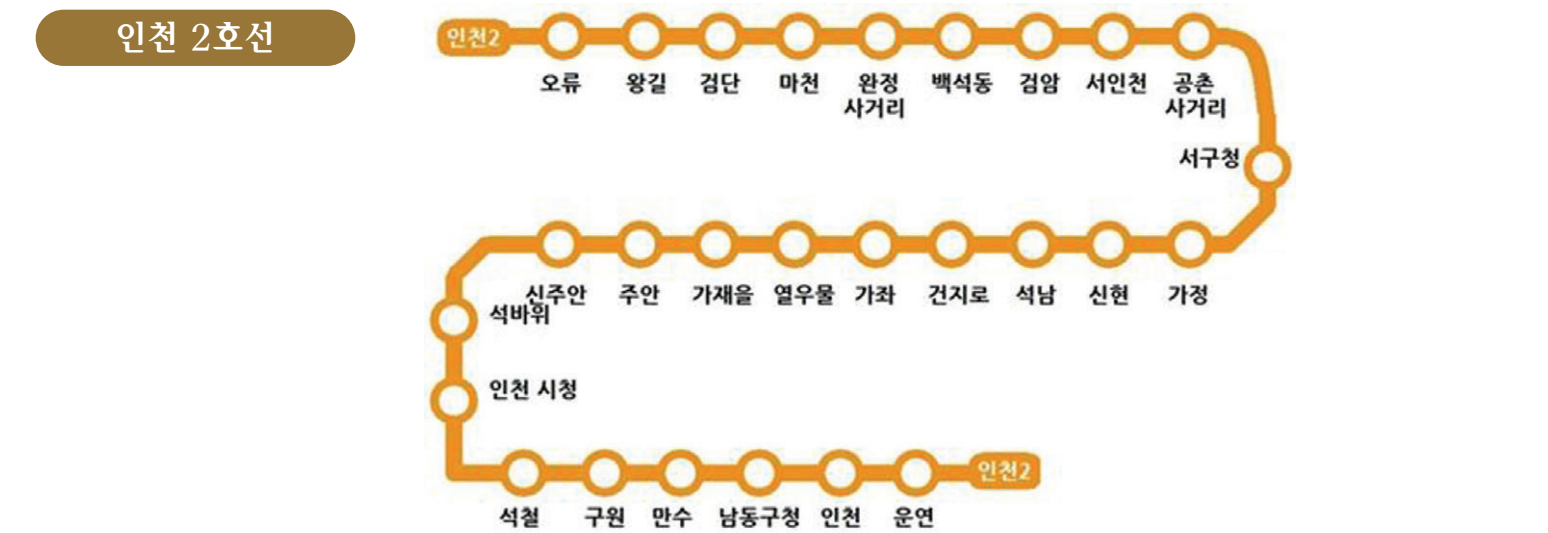 인천 2호선
인천2
오류
왕길
검단
마천
완정
사거리
백석동
검암
서인천
공촌
사거리
서구청
신주안
주안
가재울
열우물
가좌
건지로
석남
신현
가정
석바위
인천 시청
석철
구원
만수
남동구청
인천
운연
인천2